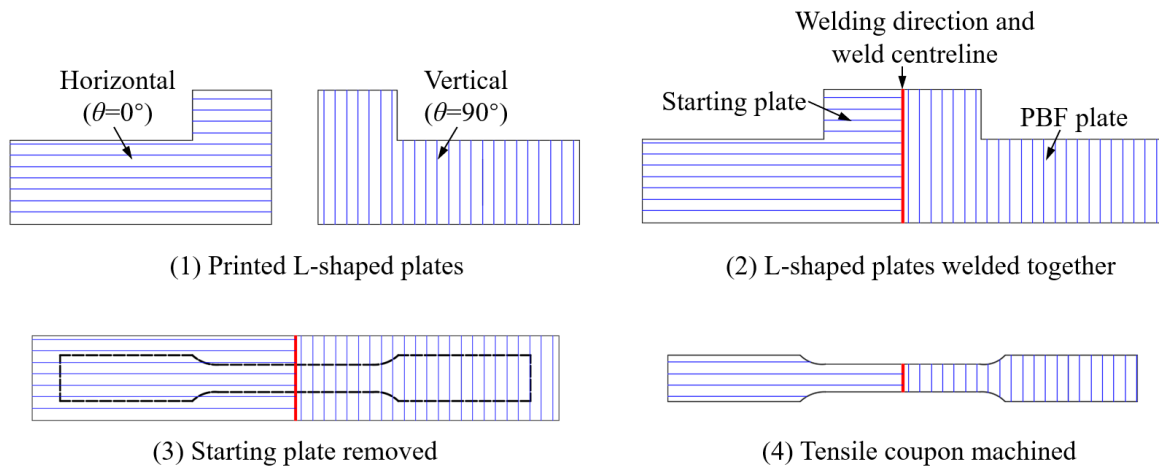 Horizontal
(θ=0°)
Vertical
(θ=90°)
(1) Printed L-shaped plates
Welding direction and
weld centreline
Starting plate
PBF plate
(2) L-shaped plates welded together
(3) Starting plate removed
(4) Tensile coupon machined